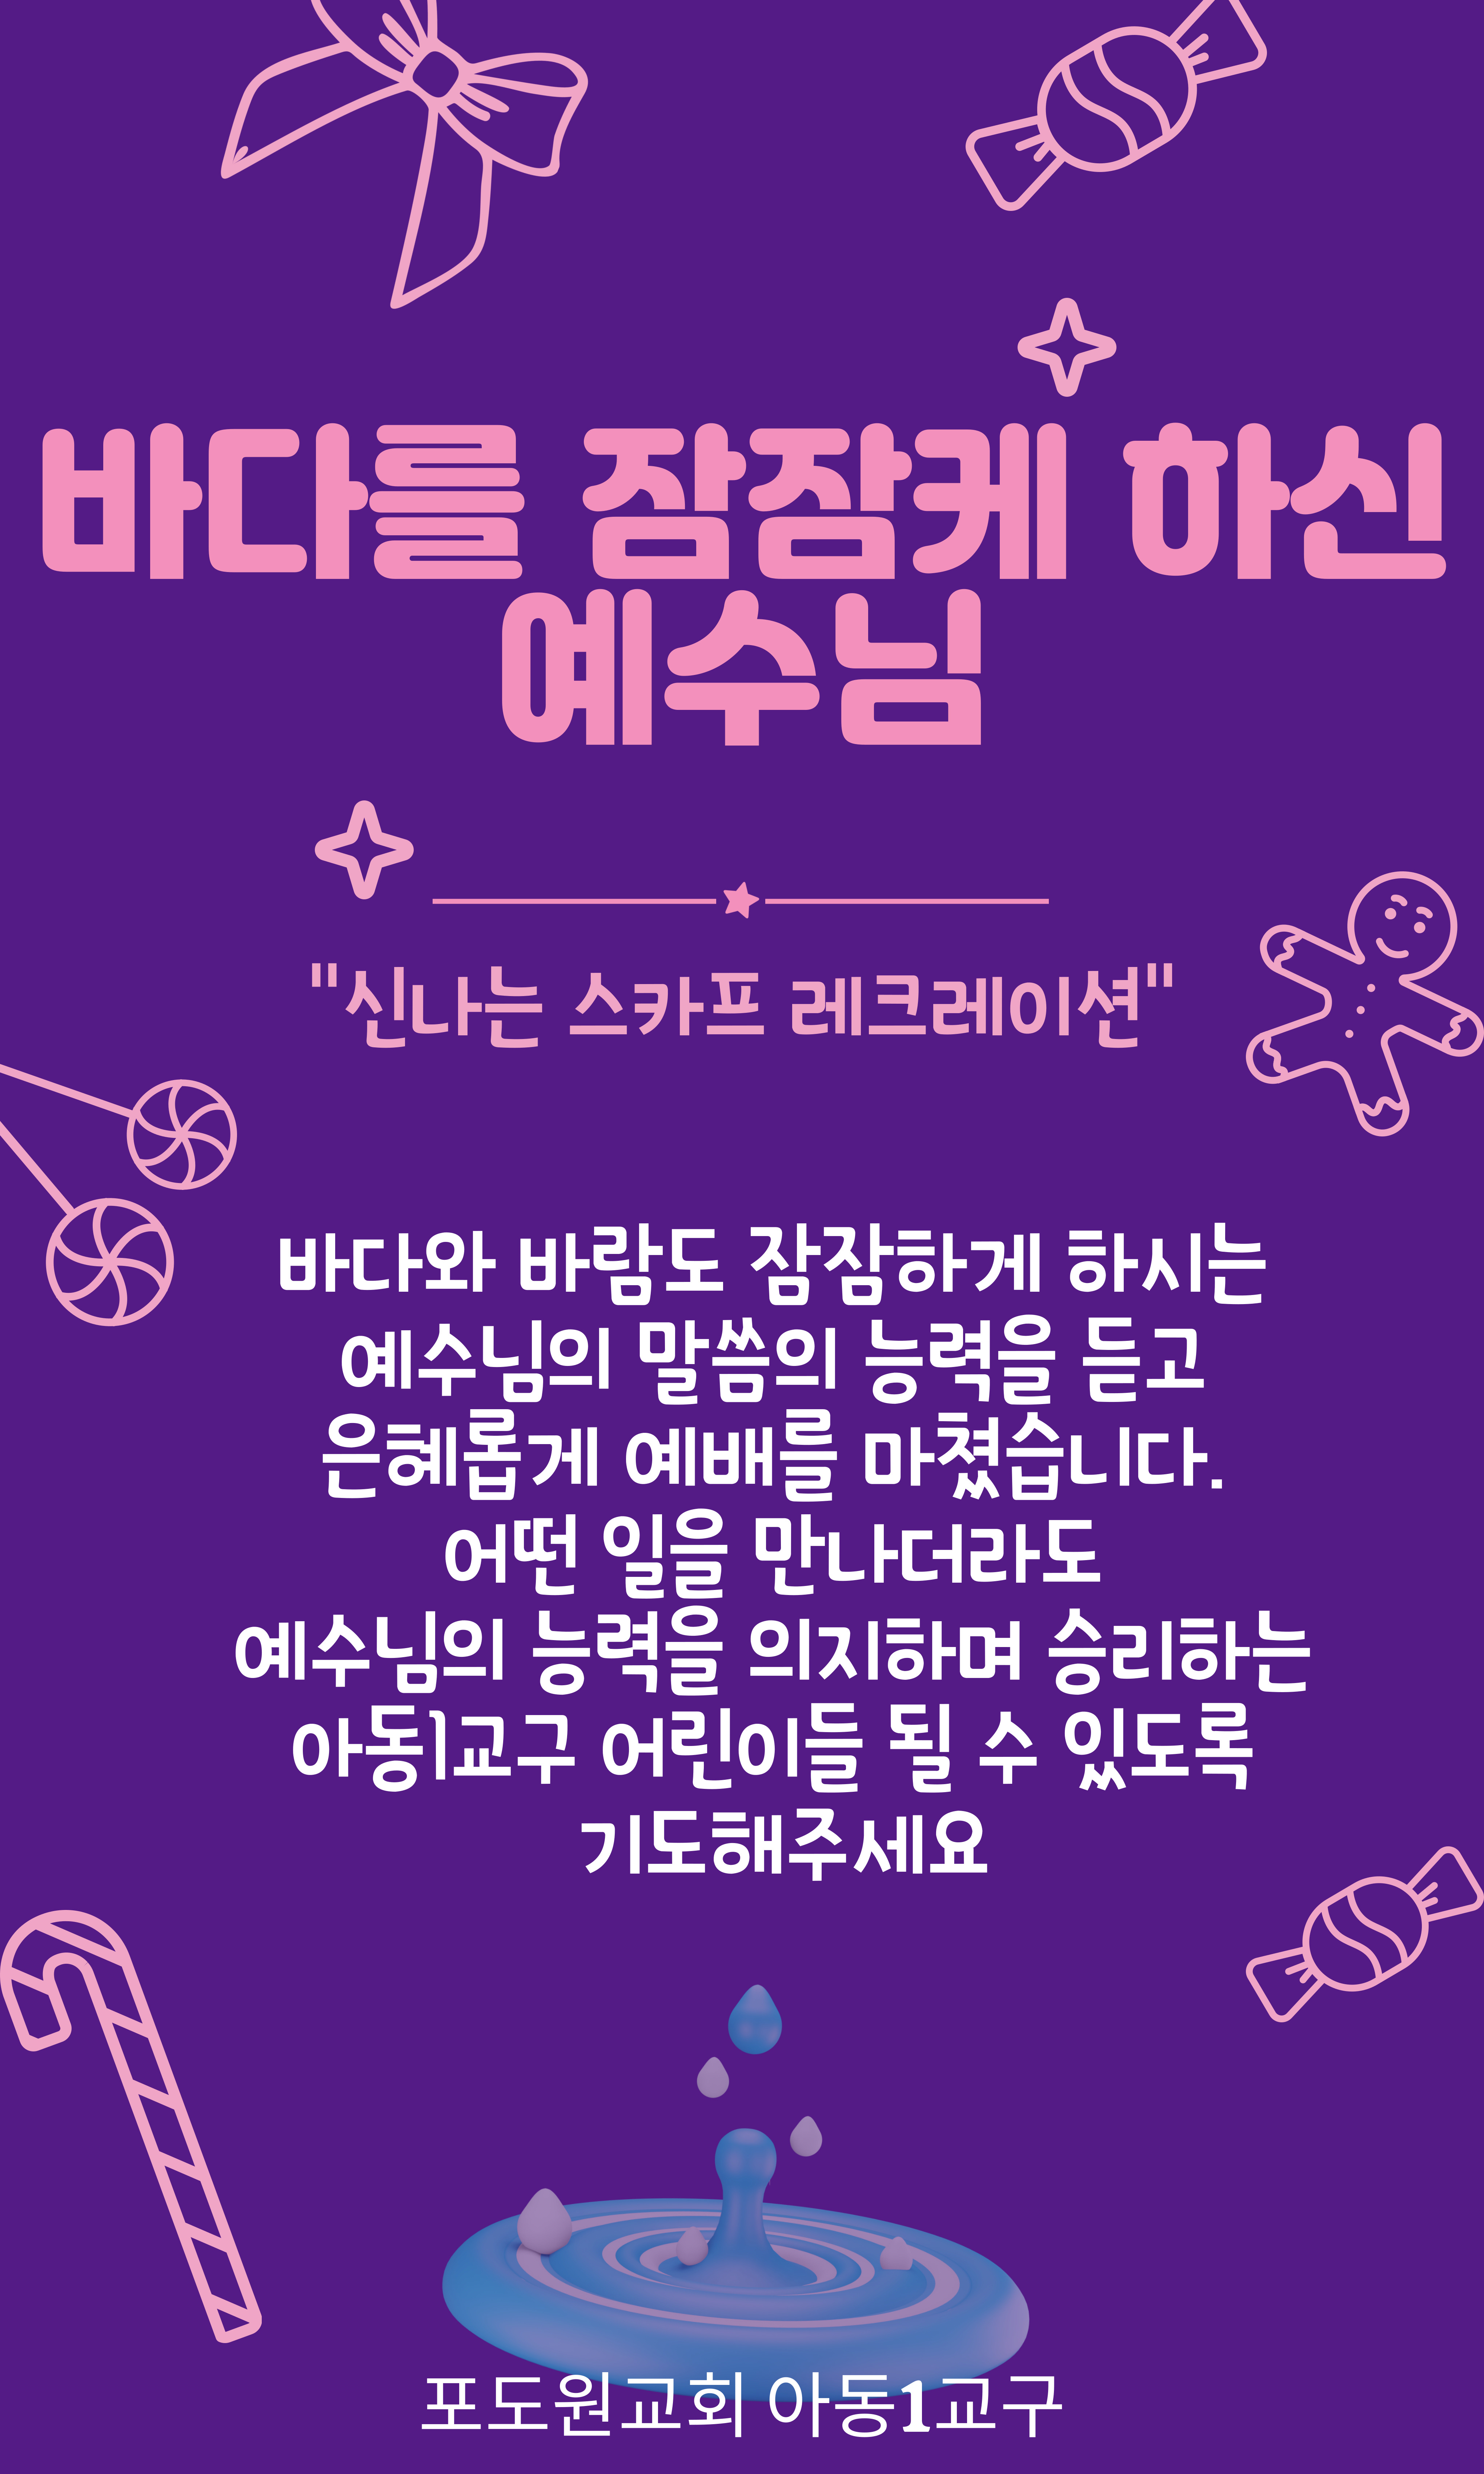 바다를 잠잠케 하신
예수님
"신나는 스카프 레크레이션"
바다와 바람도 잠잠하게 하시는
예수님의 말씀의 능력을 듣고
은혜롭게 예배를 마쳤습니다.
어떤 일을 만나더라도
예수님의 능력을 의지하며 승리하는
아동1교구 어린이들 될 수 있도록
기도해주세요
포도원교회 아동1교구